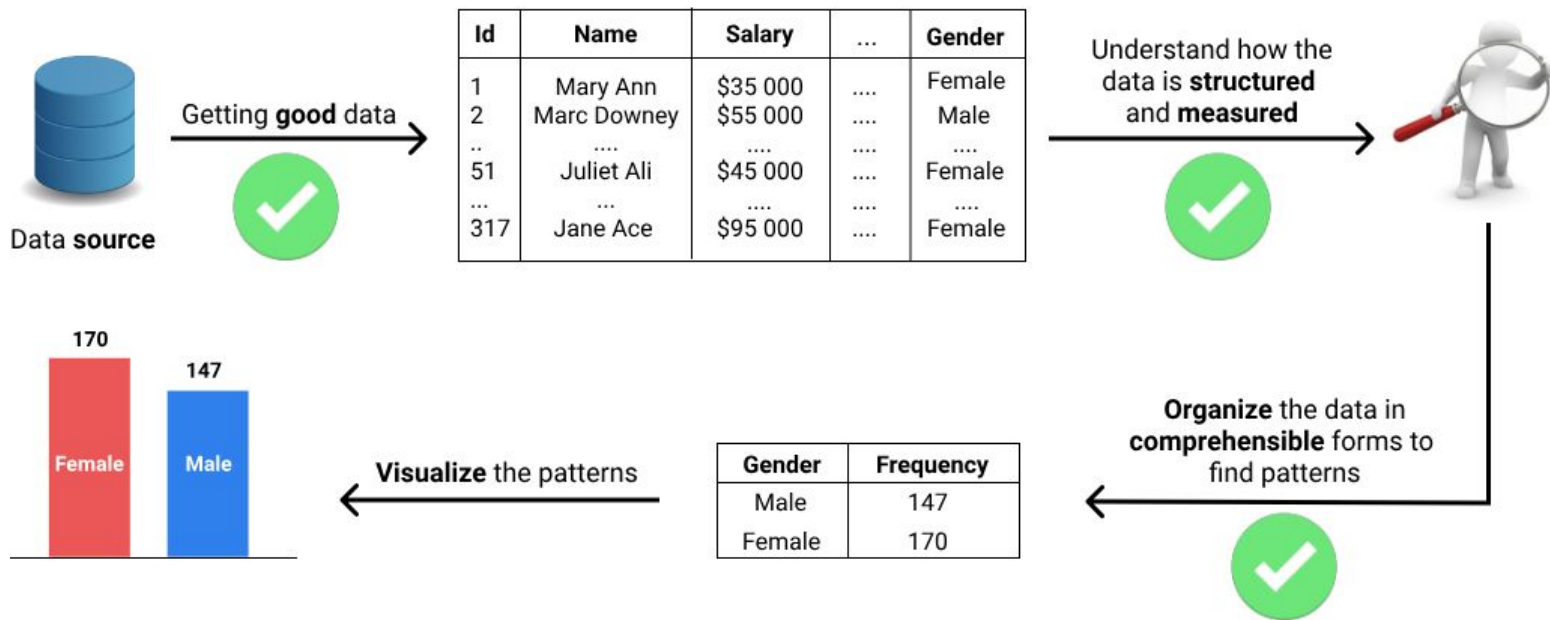 Data source
Getting good data
Id Name Salary ... Gender
1 Mary Ann $35 000 .... Female
2 Marc Downey $55 000 .... Male
.. .... .... .... ....
51 Juliet Ali $45 000 .... Female
... ... .... .... ....
317 Jane Ace $95 000 .... Female
Understand how the
data is structured
and measured
Organize the data in
comprehensible forms to
find patterns
Gender Frequency
Male 147
Female 170
Visualize the patterns
170
147
Female
Male